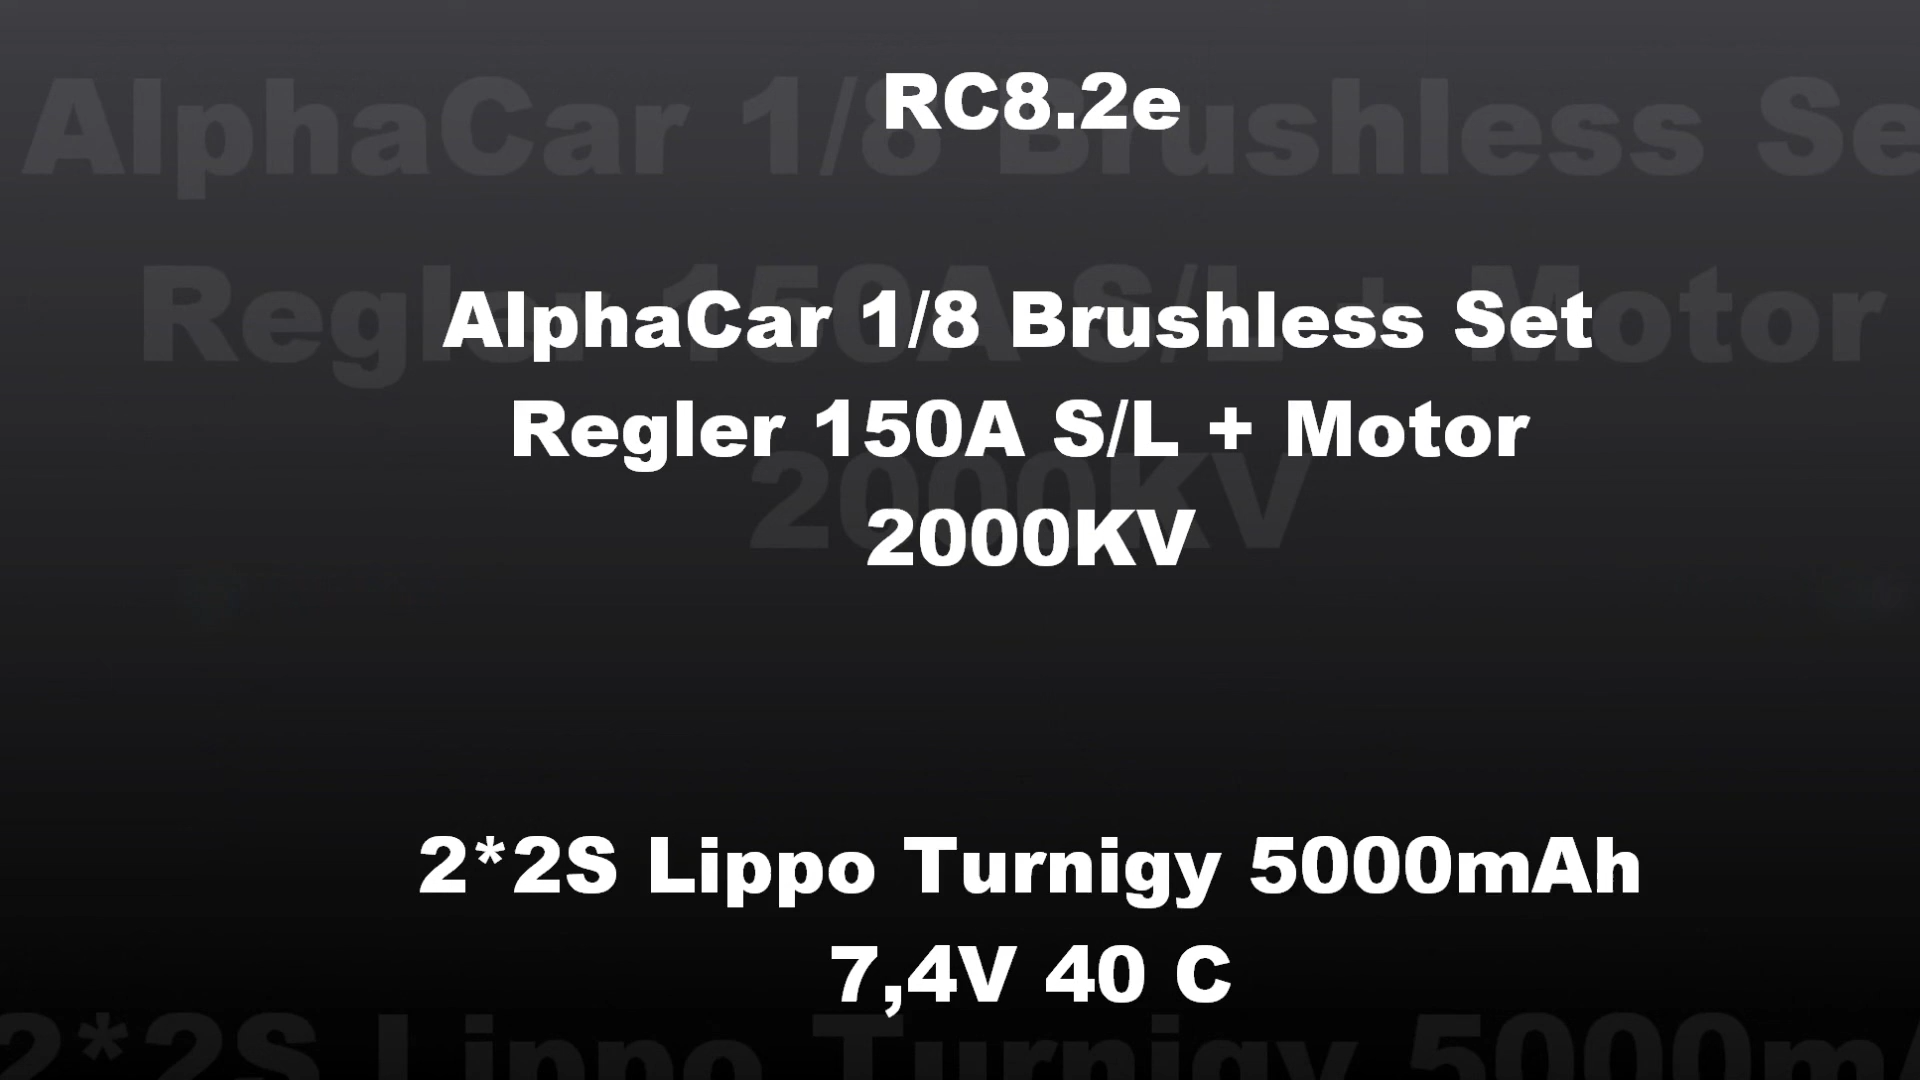 RC8.2e
AlphaCar 1/8 Brushless Set
Regler 150A S/L + Motor
2000KV
2*2S Lippo Turnigy 5000mAh
7,4V 40 C